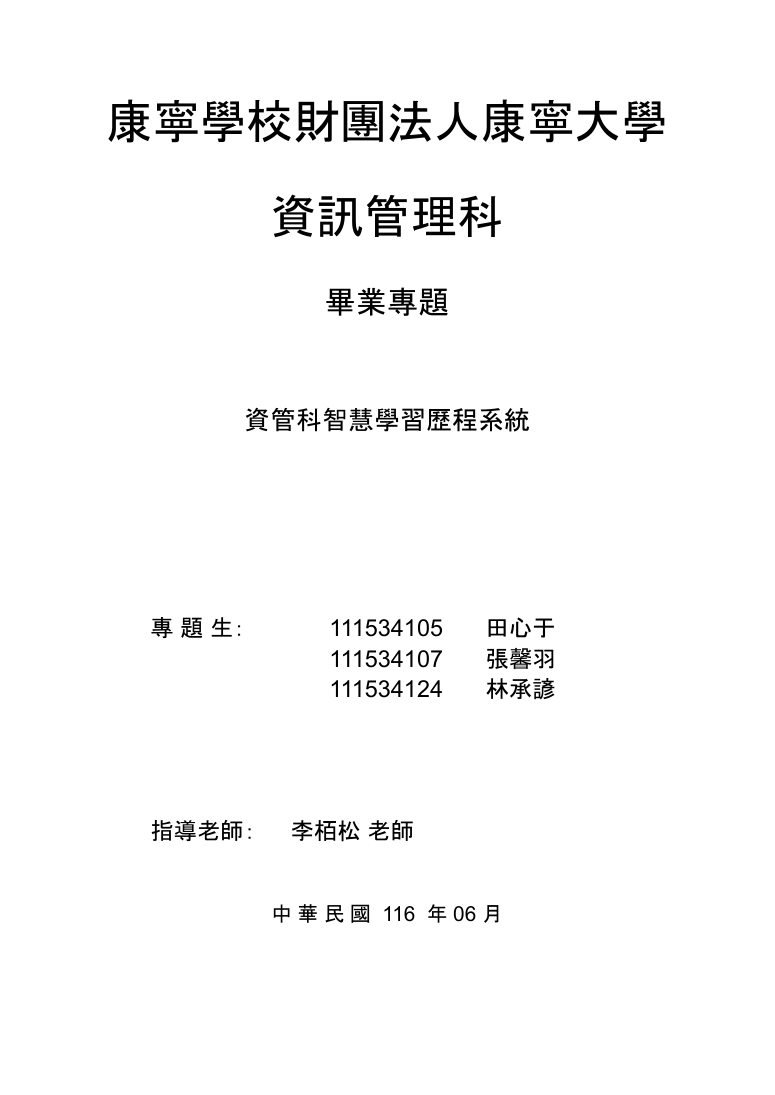 康寧學校財團法人康寧大學
資訊管理科
畢業專題
資管科智慧學習歷程系統
專 題 生： 111534105 田心于
111534107 張馨羽
111534124 林承諺
指導老師： 李栢松 老師
中 華 民 國 116 年 06 月